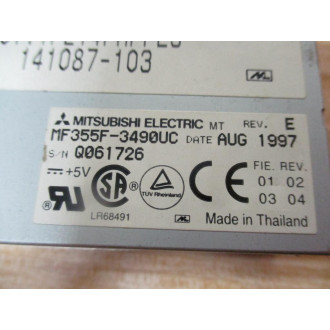 141087-103
MITSUBISHI ELECTRIC MT REV. E
MF355F-3490UC DATE AUG 1997
S/N Q061726
+5V
FIE. REV.
01 02
03 04
TUV Rheinland
LR68491
Made in Thailand